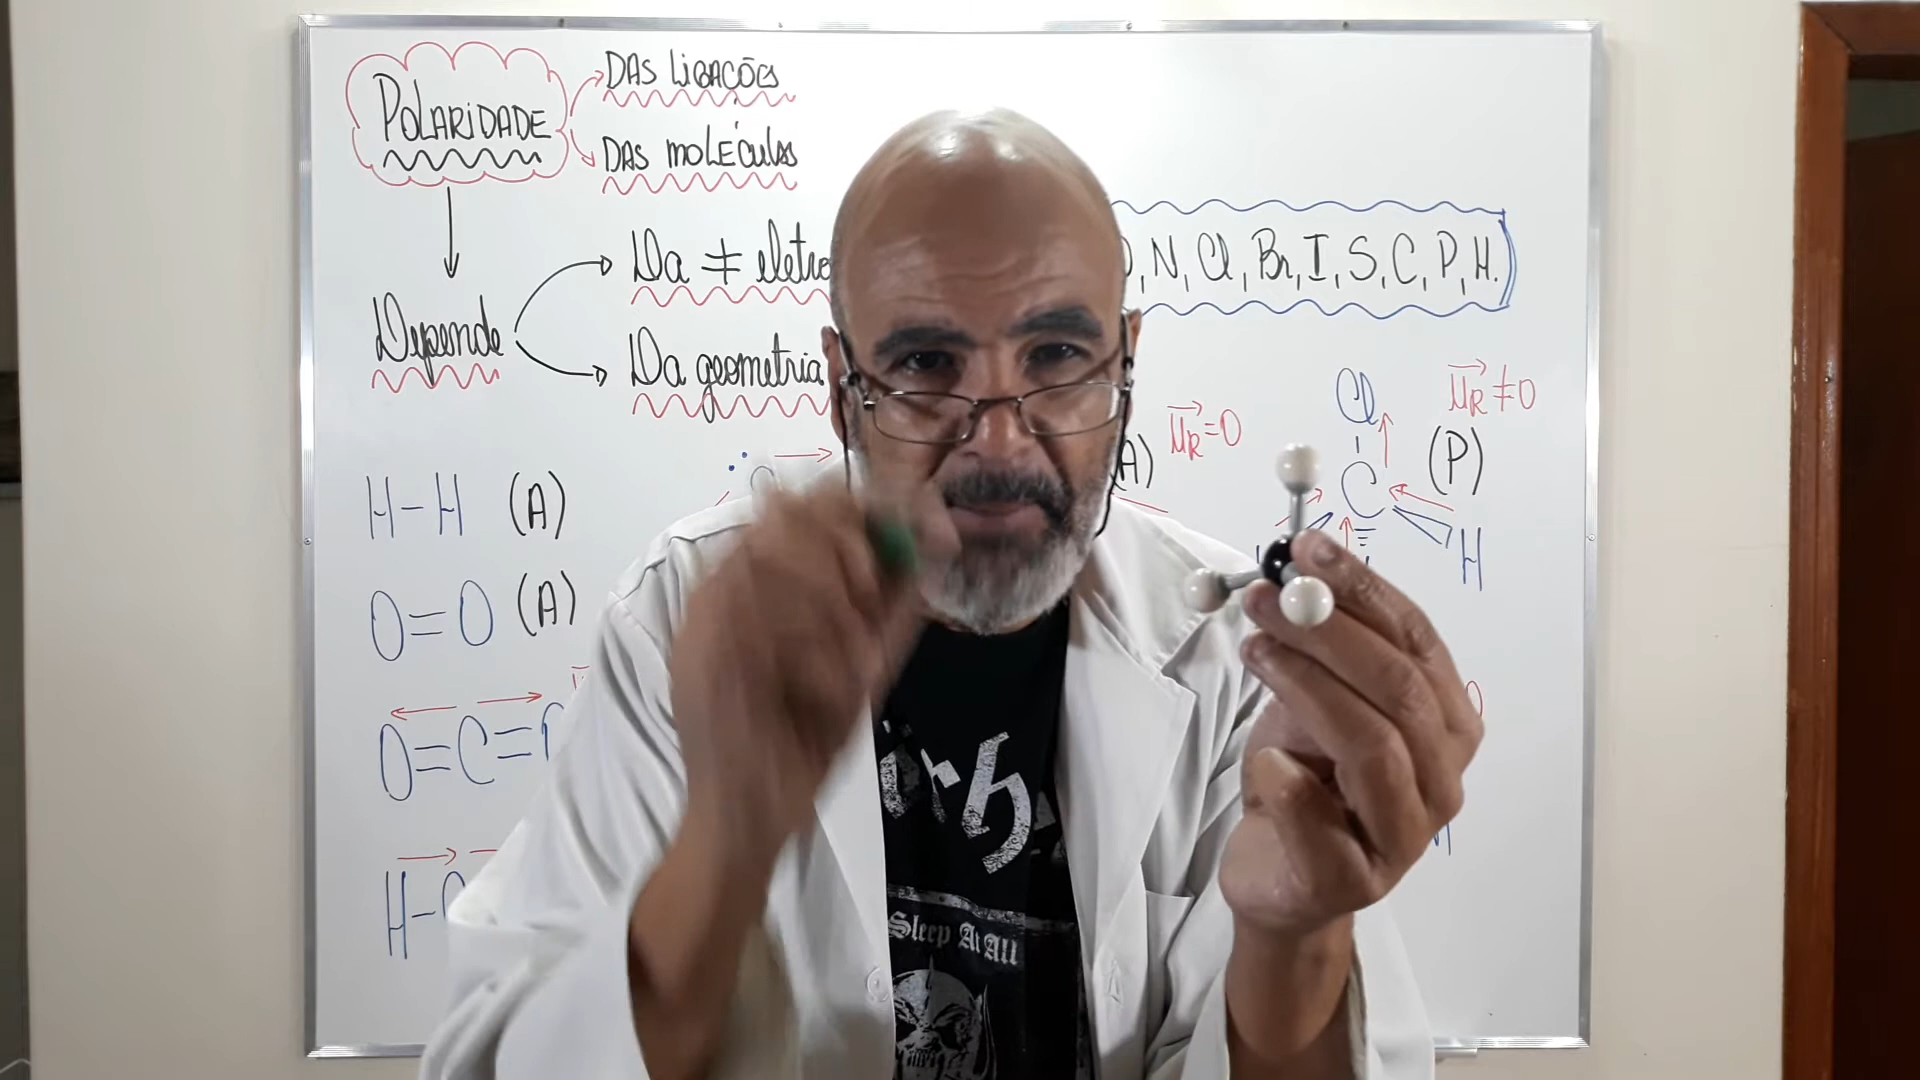 POLARIDADE
DAS LIGAÇÕES
DAS MOLÉCULAS
Depende
Da ≠ eletro
Da geometria
, N, Cl, Br, I, S, C, P, H.)
H-H (A)
O=O (A)
O=C=
H-
A) μR=0
Cl μR≠0
C (P)
H
Sleep At All